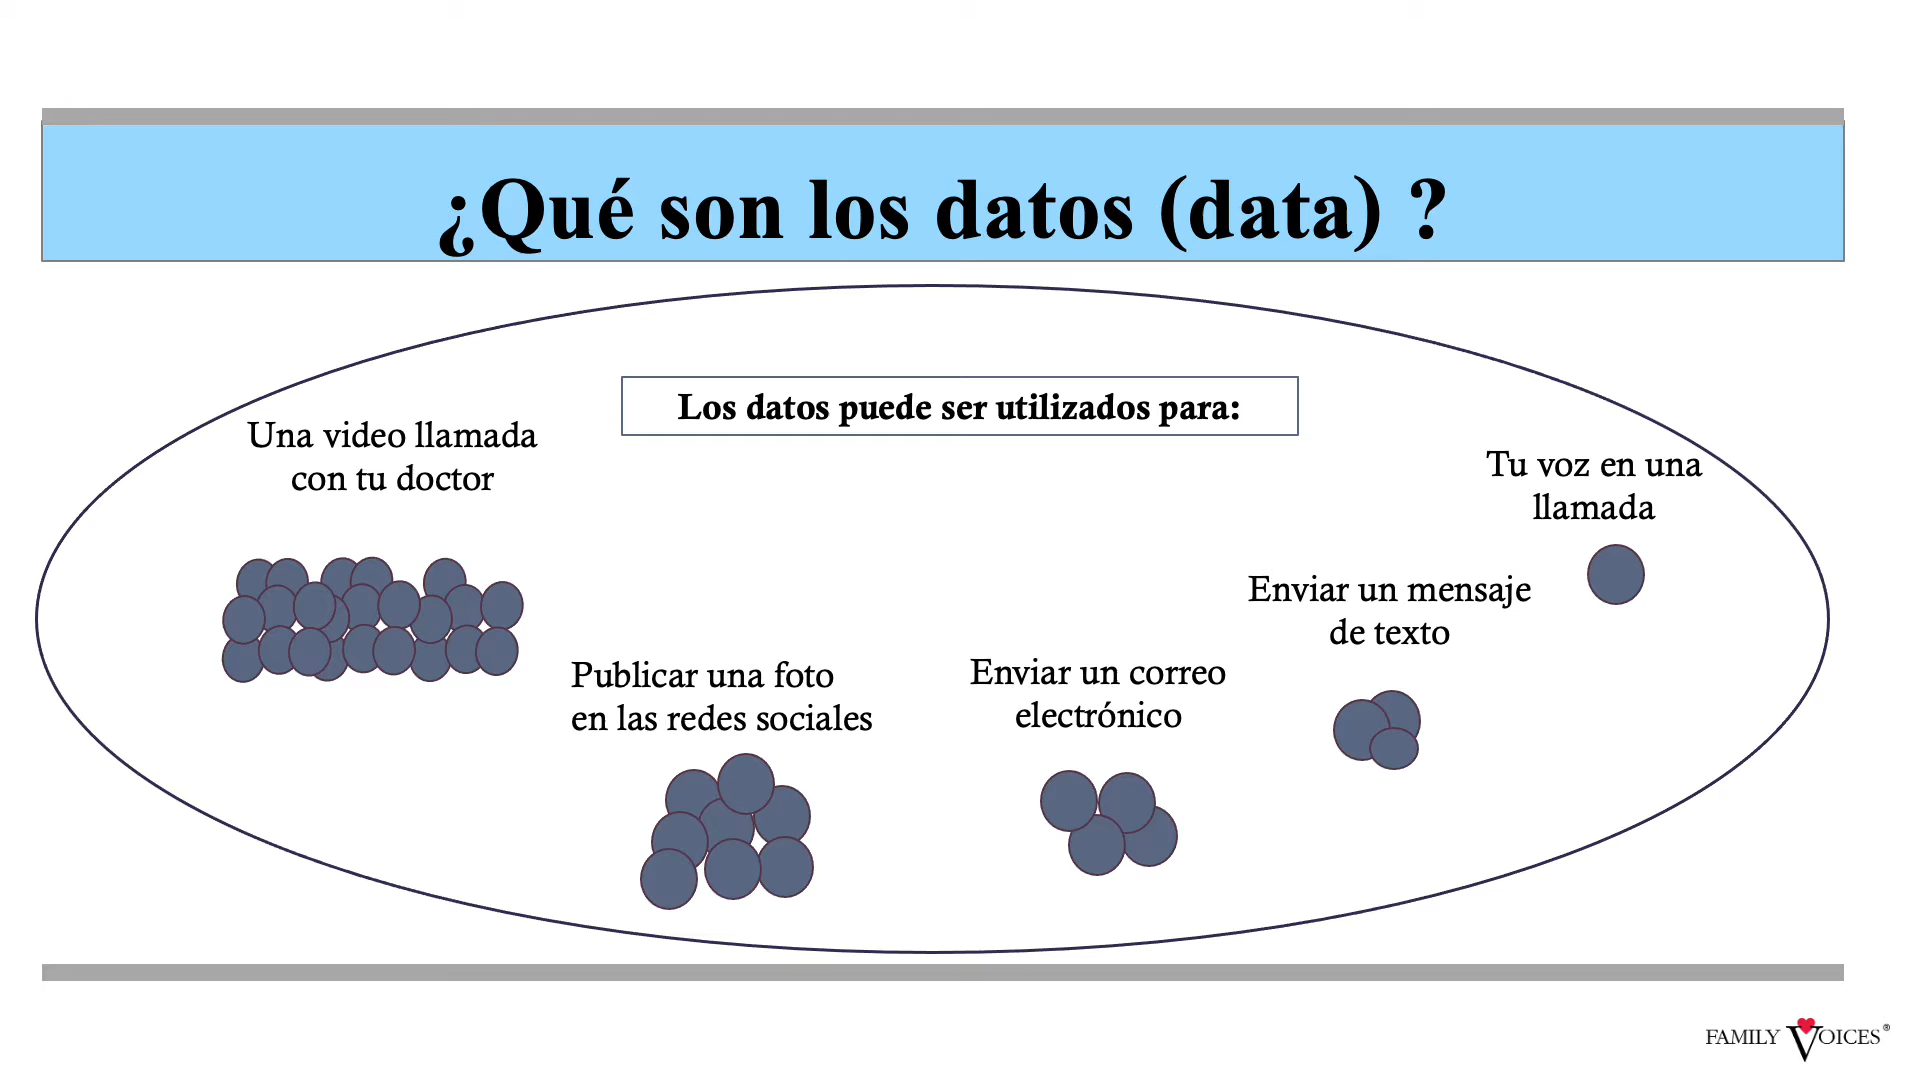 ¿Qué son los datos (data) ?
Los datos puede ser utilizados para:
Una video llamada
con tu doctor
Publicar una foto
en las redes sociales
Enviar un correo
electrónico
Enviar un mensaje
de texto
Tu voz en una
llamada
FAMILY VOICES®